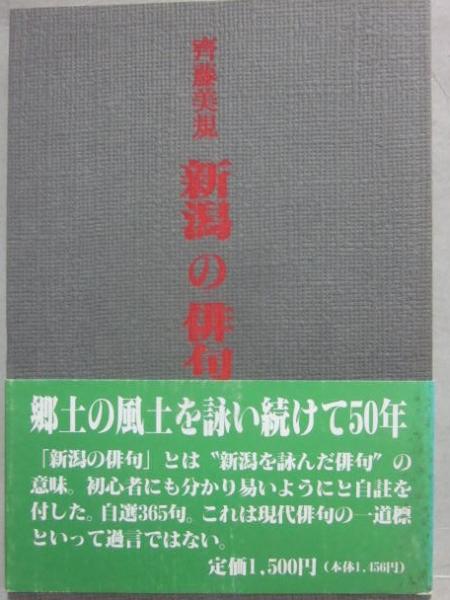 齊藤美規
新潟の俳句
郷土の風土を詠い続けて50年
「新潟の俳句」とは〝新潟を詠んだ俳句〟の
意味。初心者にも分かり易いようにと自註を
付した。自選365句。これは現代俳句の一道標
といって過言ではない。
定価1,500円（本体1,456円）